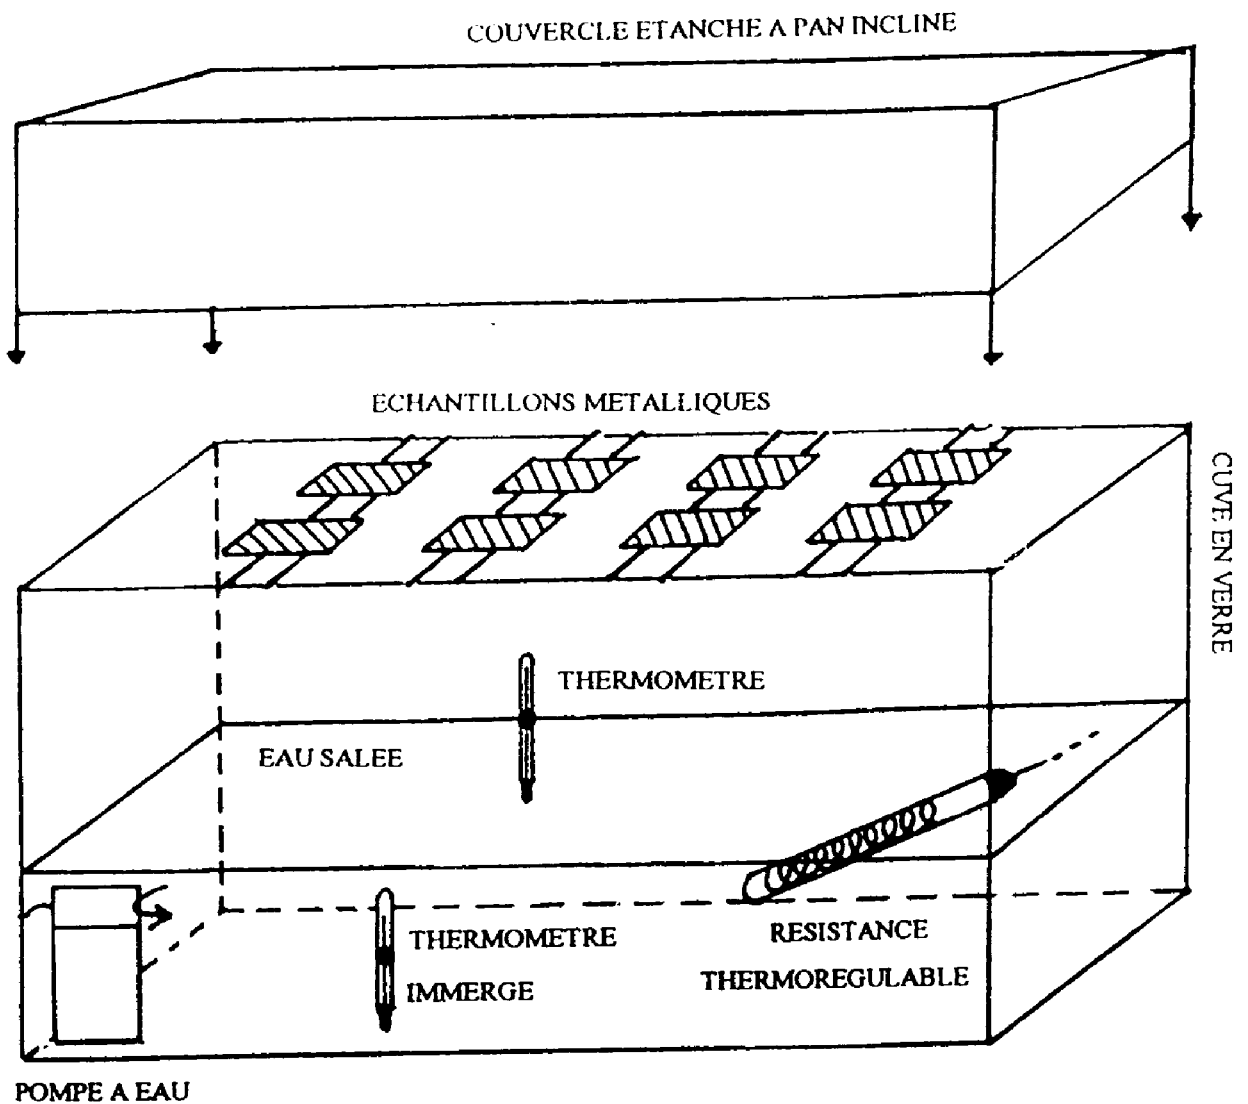 COUVERCLE ETANCHE A PAN INCLINE
ECHANTILLONS METALLIQUES
CUVE EN VERRE
THERMOMETRE
EAU SALEE
THERMOMETRE
IMMERGE
RESISTANCE
THERMOREGULABLE
POMPE A EAU